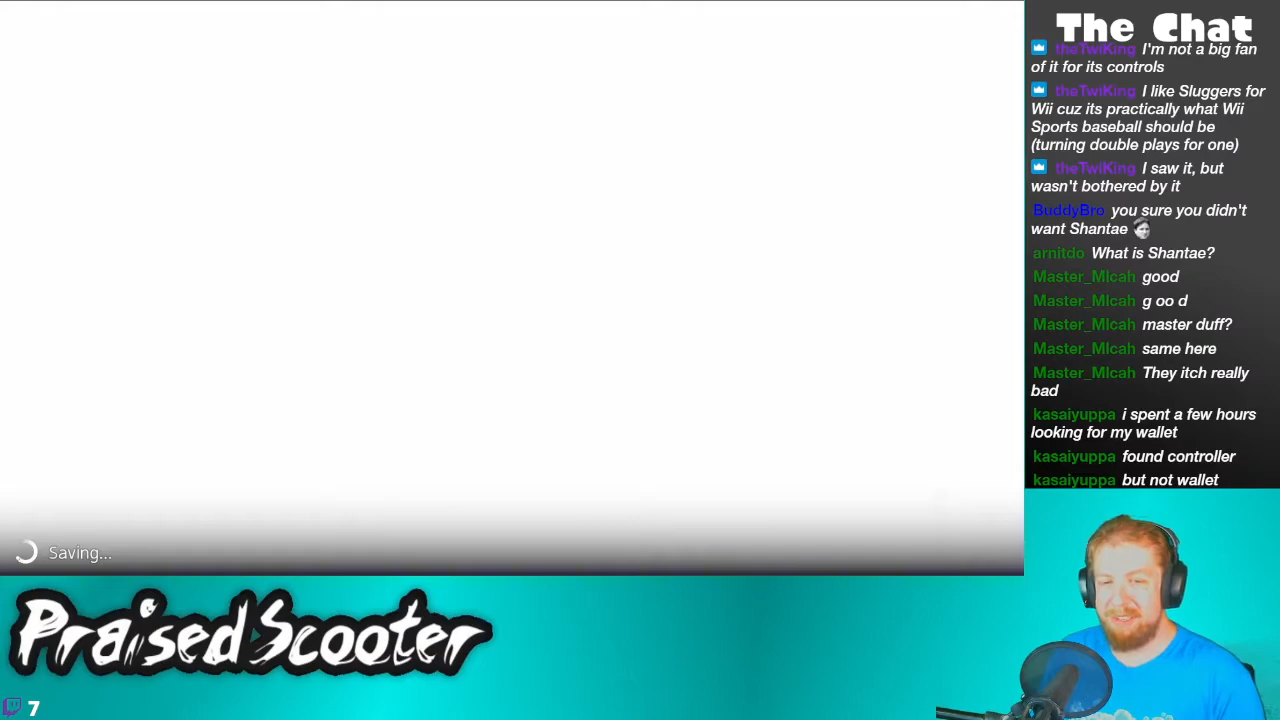 The Chat
theTwiKing I'm not a big fan
of it for its controls
theTwiKing I like Sluggers for
Wii cuz its practically what Wii
Sports baseball should be
(turning double plays for one)
theTwiKing I saw it, but
wasn't bothered by it
BuddyBro you sure you didn't
want Shantae
arnitdo What is Shantae?
Master_MIcah good
Master_MIcah g oo d
Master_MIcah master duff?
Master_MIcah same here
Master_MIcah They itch really
bad
kasaiyuppa i spent a few hours
looking for my wallet
kasaiyuppa found controller
kasaiyuppa but not wallet
Saving...
PraisedScooter
7